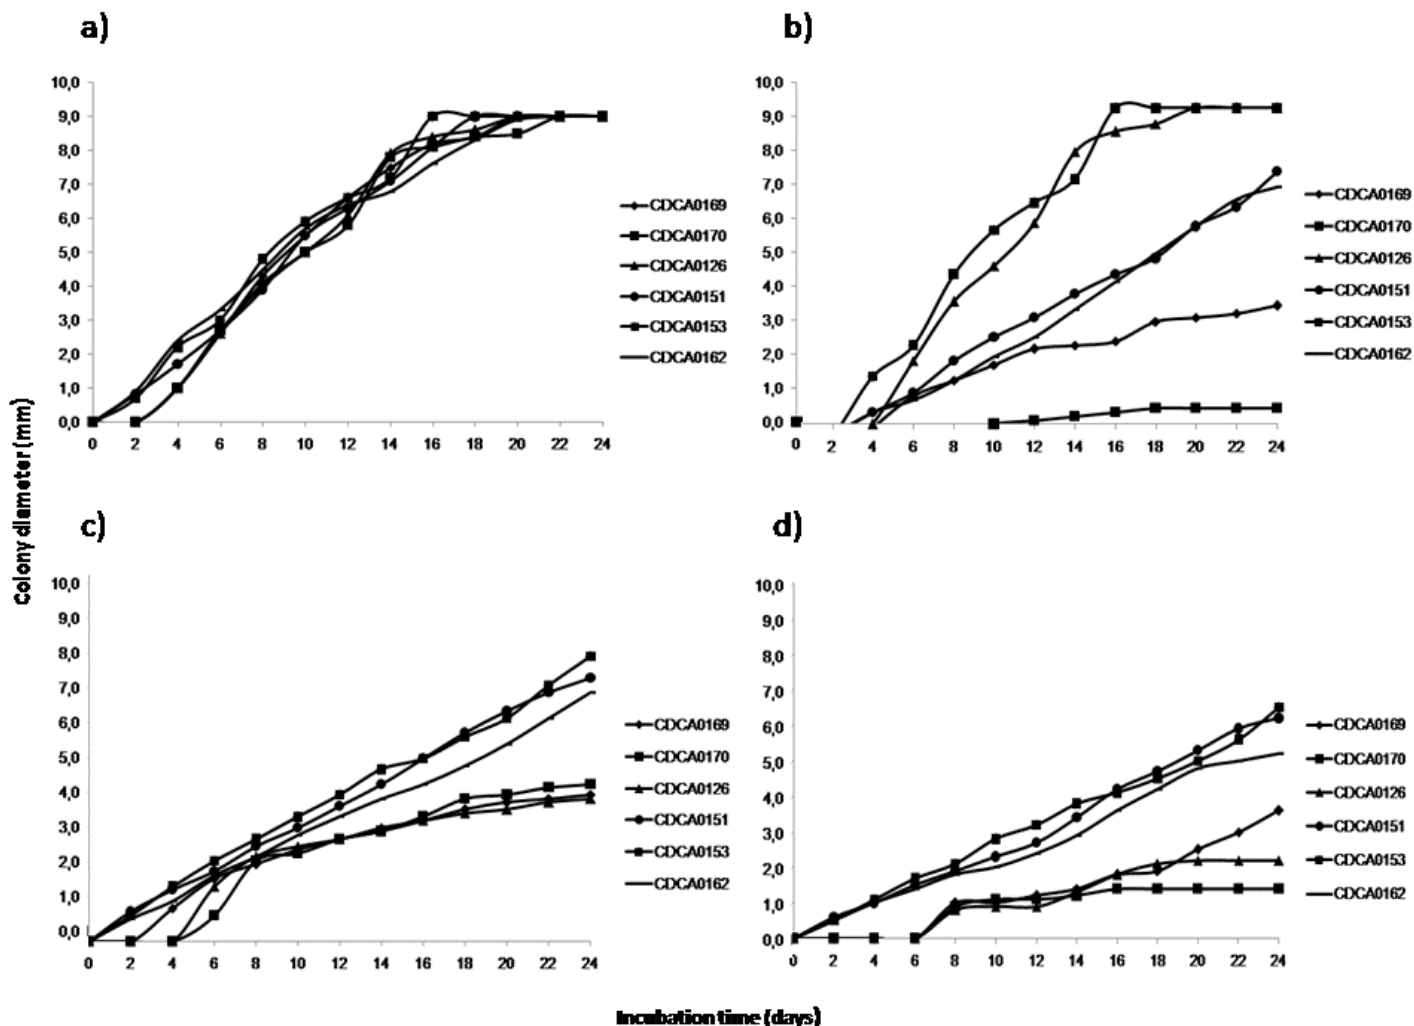 a)
10,0
9,0
8,0
7,0
6,0
5,0
4,0
3,0
2,0
1,0
0,0
0 2 4 6 8 10 12 14 16 18 20 22 24
CDCA0169
CDCA0170
CDCA0126
CDCA0151
CDCA0153
CDCA0162
b)
10,0
9,0
8,0
7,0
6,0
5,0
4,0
3,0
2,0
1,0
0,0
0 2 4 6 8 10 12 14 16 18 20 22 24
CDCA0169
CDCA0170
CDCA0126
CDCA0151
CDCA0153
CDCA0162
Colony diameter (mm)
c)
10,0
9,0
8,0
7,0
6,0
5,0
4,0
3,0
2,0
1,0
0,0
0 2 4 6 8 10 12 14 16 18 20 22 24
CDCA0169
CDCA0170
CDCA0126
CDCA0151
CDCA0153
CDCA0162
d)
10,0
9,0
8,0
7,0
6,0
5,0
4,0
3,0
2,0
1,0
0,0
0 2 4 6 8 10 12 14 16 18 20 22 24
CDCA0169
CDCA0170
CDCA0126
CDCA0151
CDCA0153
CDCA0162
Incubation time (days)